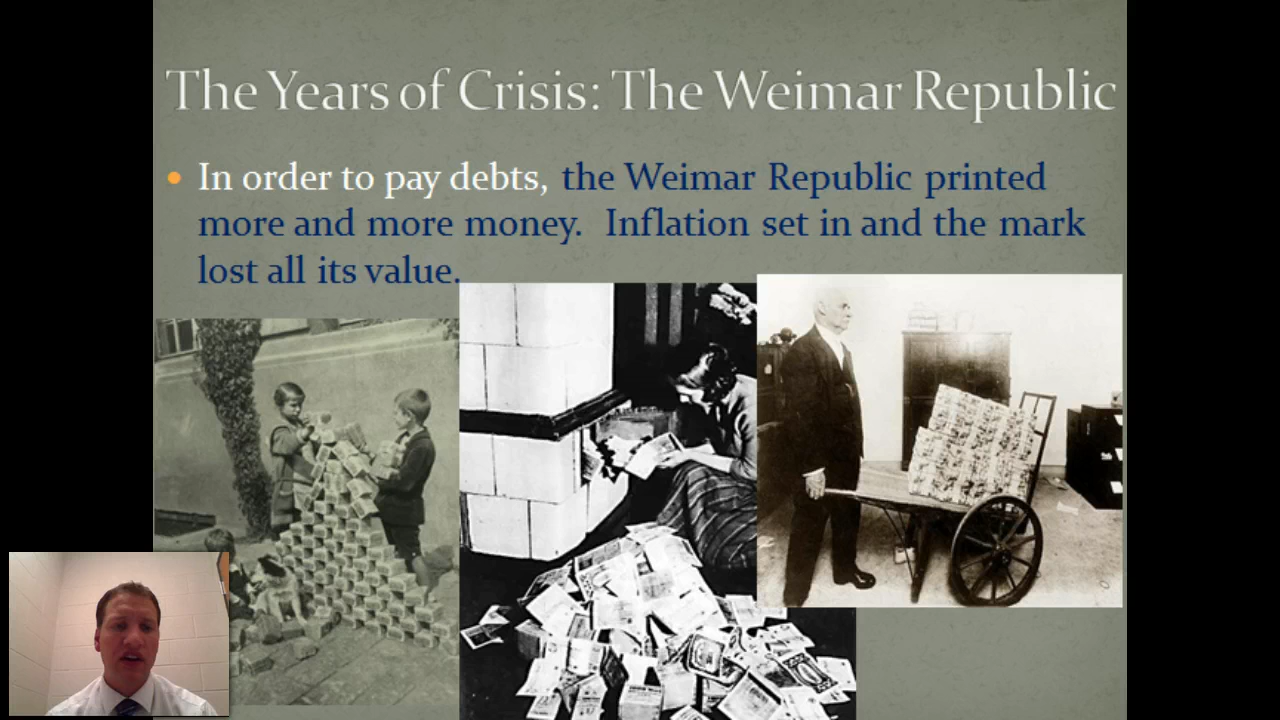 The Years of Crisis: The Weimar Republic
In order to pay debts, the Weimar Republic printed
more and more money. Inflation set in and the mark
lost all its value.